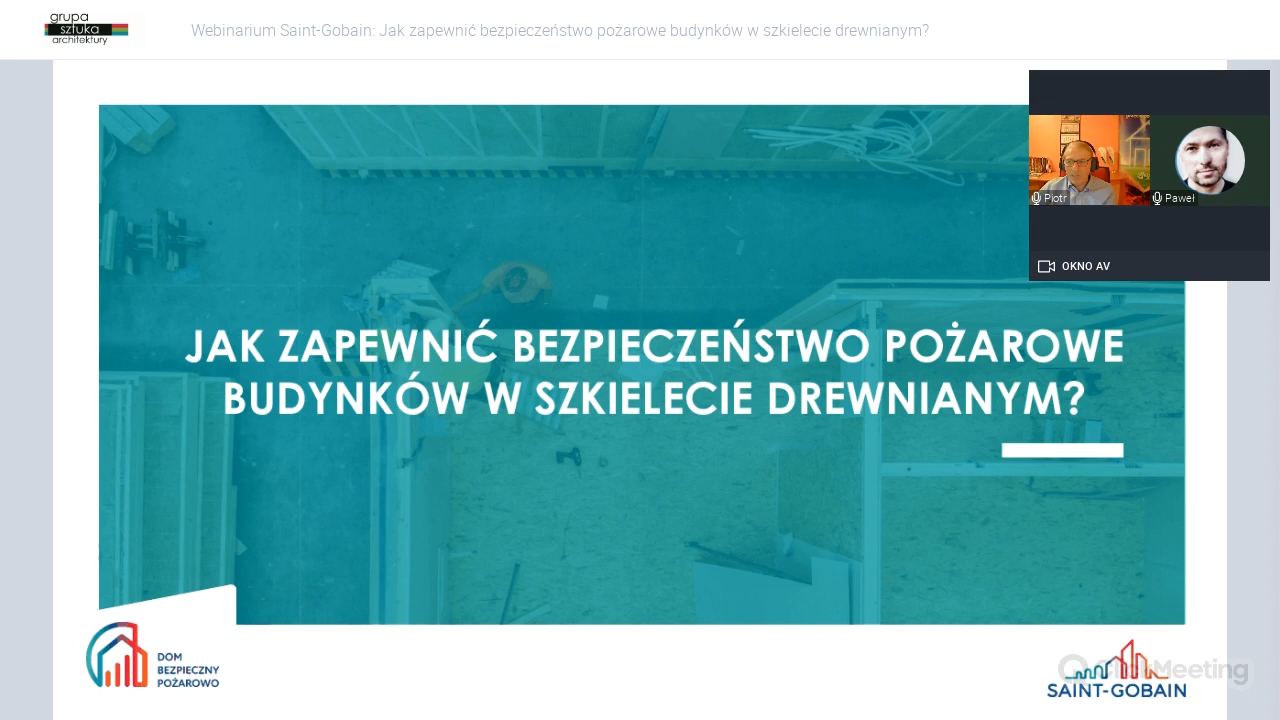 grupa
sztuka
architektury
Webinarium Saint-Gobain: Jak zapewnić bezpieczeństwo pożarowe budynków w szkielecie drewnianym?
Piotr
Paweł
OKNO AV
JAK ZAPEWNIĆ BEZPIECZEŃSTWO POŻAROWE
BUDYNKÓW W SZKIELECIE DREWNIANYM?
DOM
BEZPIECZNY
POŻAROWO
ClickMeeting
SAINT-GOBAIN